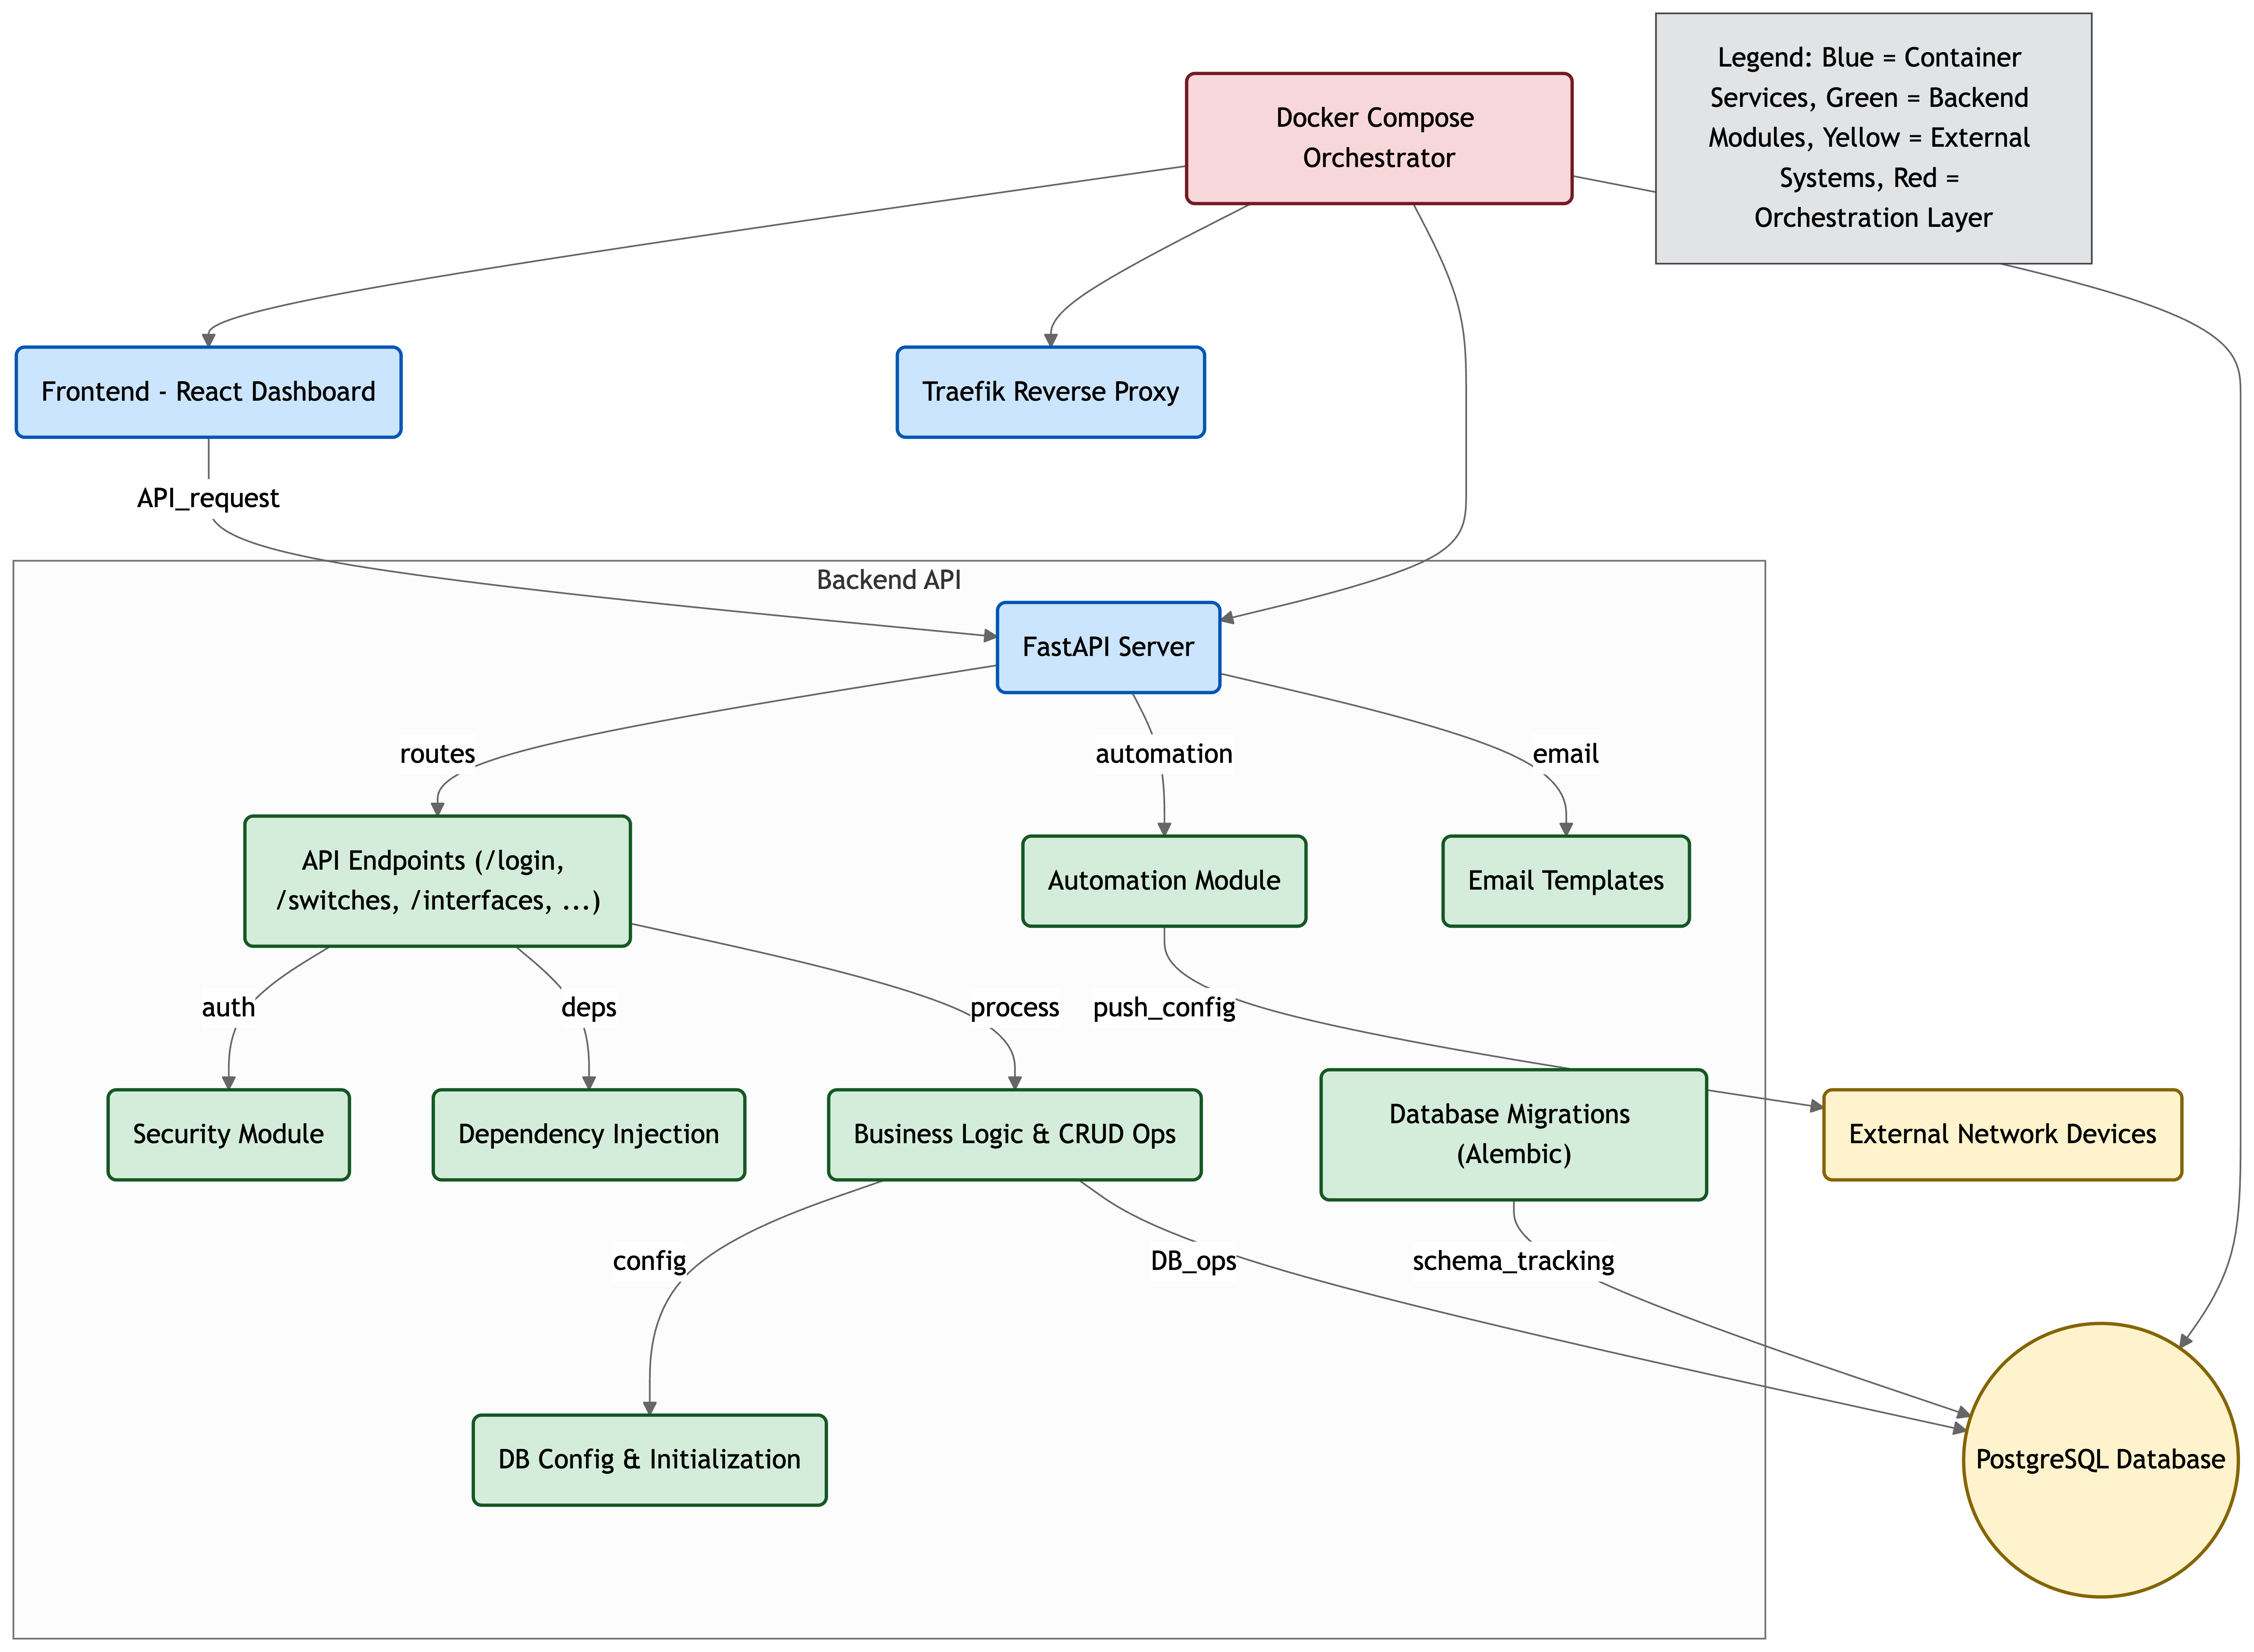 Docker Compose
Orchestrator
Legend: Blue = Container
Services, Green = Backend
Modules, Yellow = External
Systems, Red =
Orchestration Layer
Frontend - React Dashboard
Traefik Reverse Proxy
API_request
Backend API
FastAPI Server
routes
automation
email
API Endpoints (/login,
/switches, /interfaces, ...)
Automation Module
Email Templates
auth
deps
process
push_config
Security Module
Dependency Injection
Business Logic & CRUD Ops
Database Migrations
(Alembic)
External Network Devices
config
DB_ops
schema_tracking
DB Config & Initialization
PostgreSQL Database